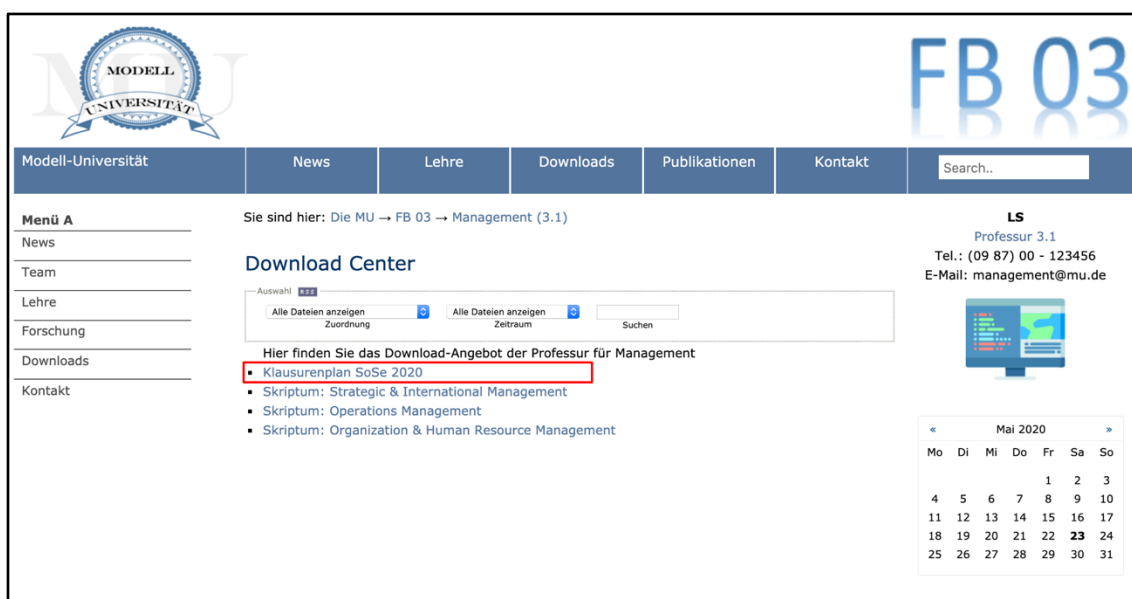 MU
MODELL
UNIVERSITÄT
FB 03
Modell-Universität
News
Lehre
Downloads
Publikationen
Kontakt
Search..
Menü A
News
Team
Lehre
Forschung
Downloads
Kontakt
Sie sind hier: Die MU → FB 03 → Management (3.1)
Download Center
Auswahl RSS
Alle Dateien anzeigen
Zuordnung
Alle Dateien anzeigen
Zeitraum
Suchen
Hier finden Sie das Download-Angebot der Professur für Management
▪ Klausurenplan SoSe 2020
▪ Skriptum: Strategic & International Management
▪ Skriptum: Operations Management
▪ Skriptum: Organization & Human Resource Management
LS
Professur 3.1
Tel.: (09 87) 00 - 123456
E-Mail: management@mu.de
« Mai 2020 »
Mo Di Mi Do Fr Sa So
1 2 3
4 5 6 7 8 9 10
11 12 13 14 15 16 17
18 19 20 21 22 23 24
25 26 27 28 29 30 31